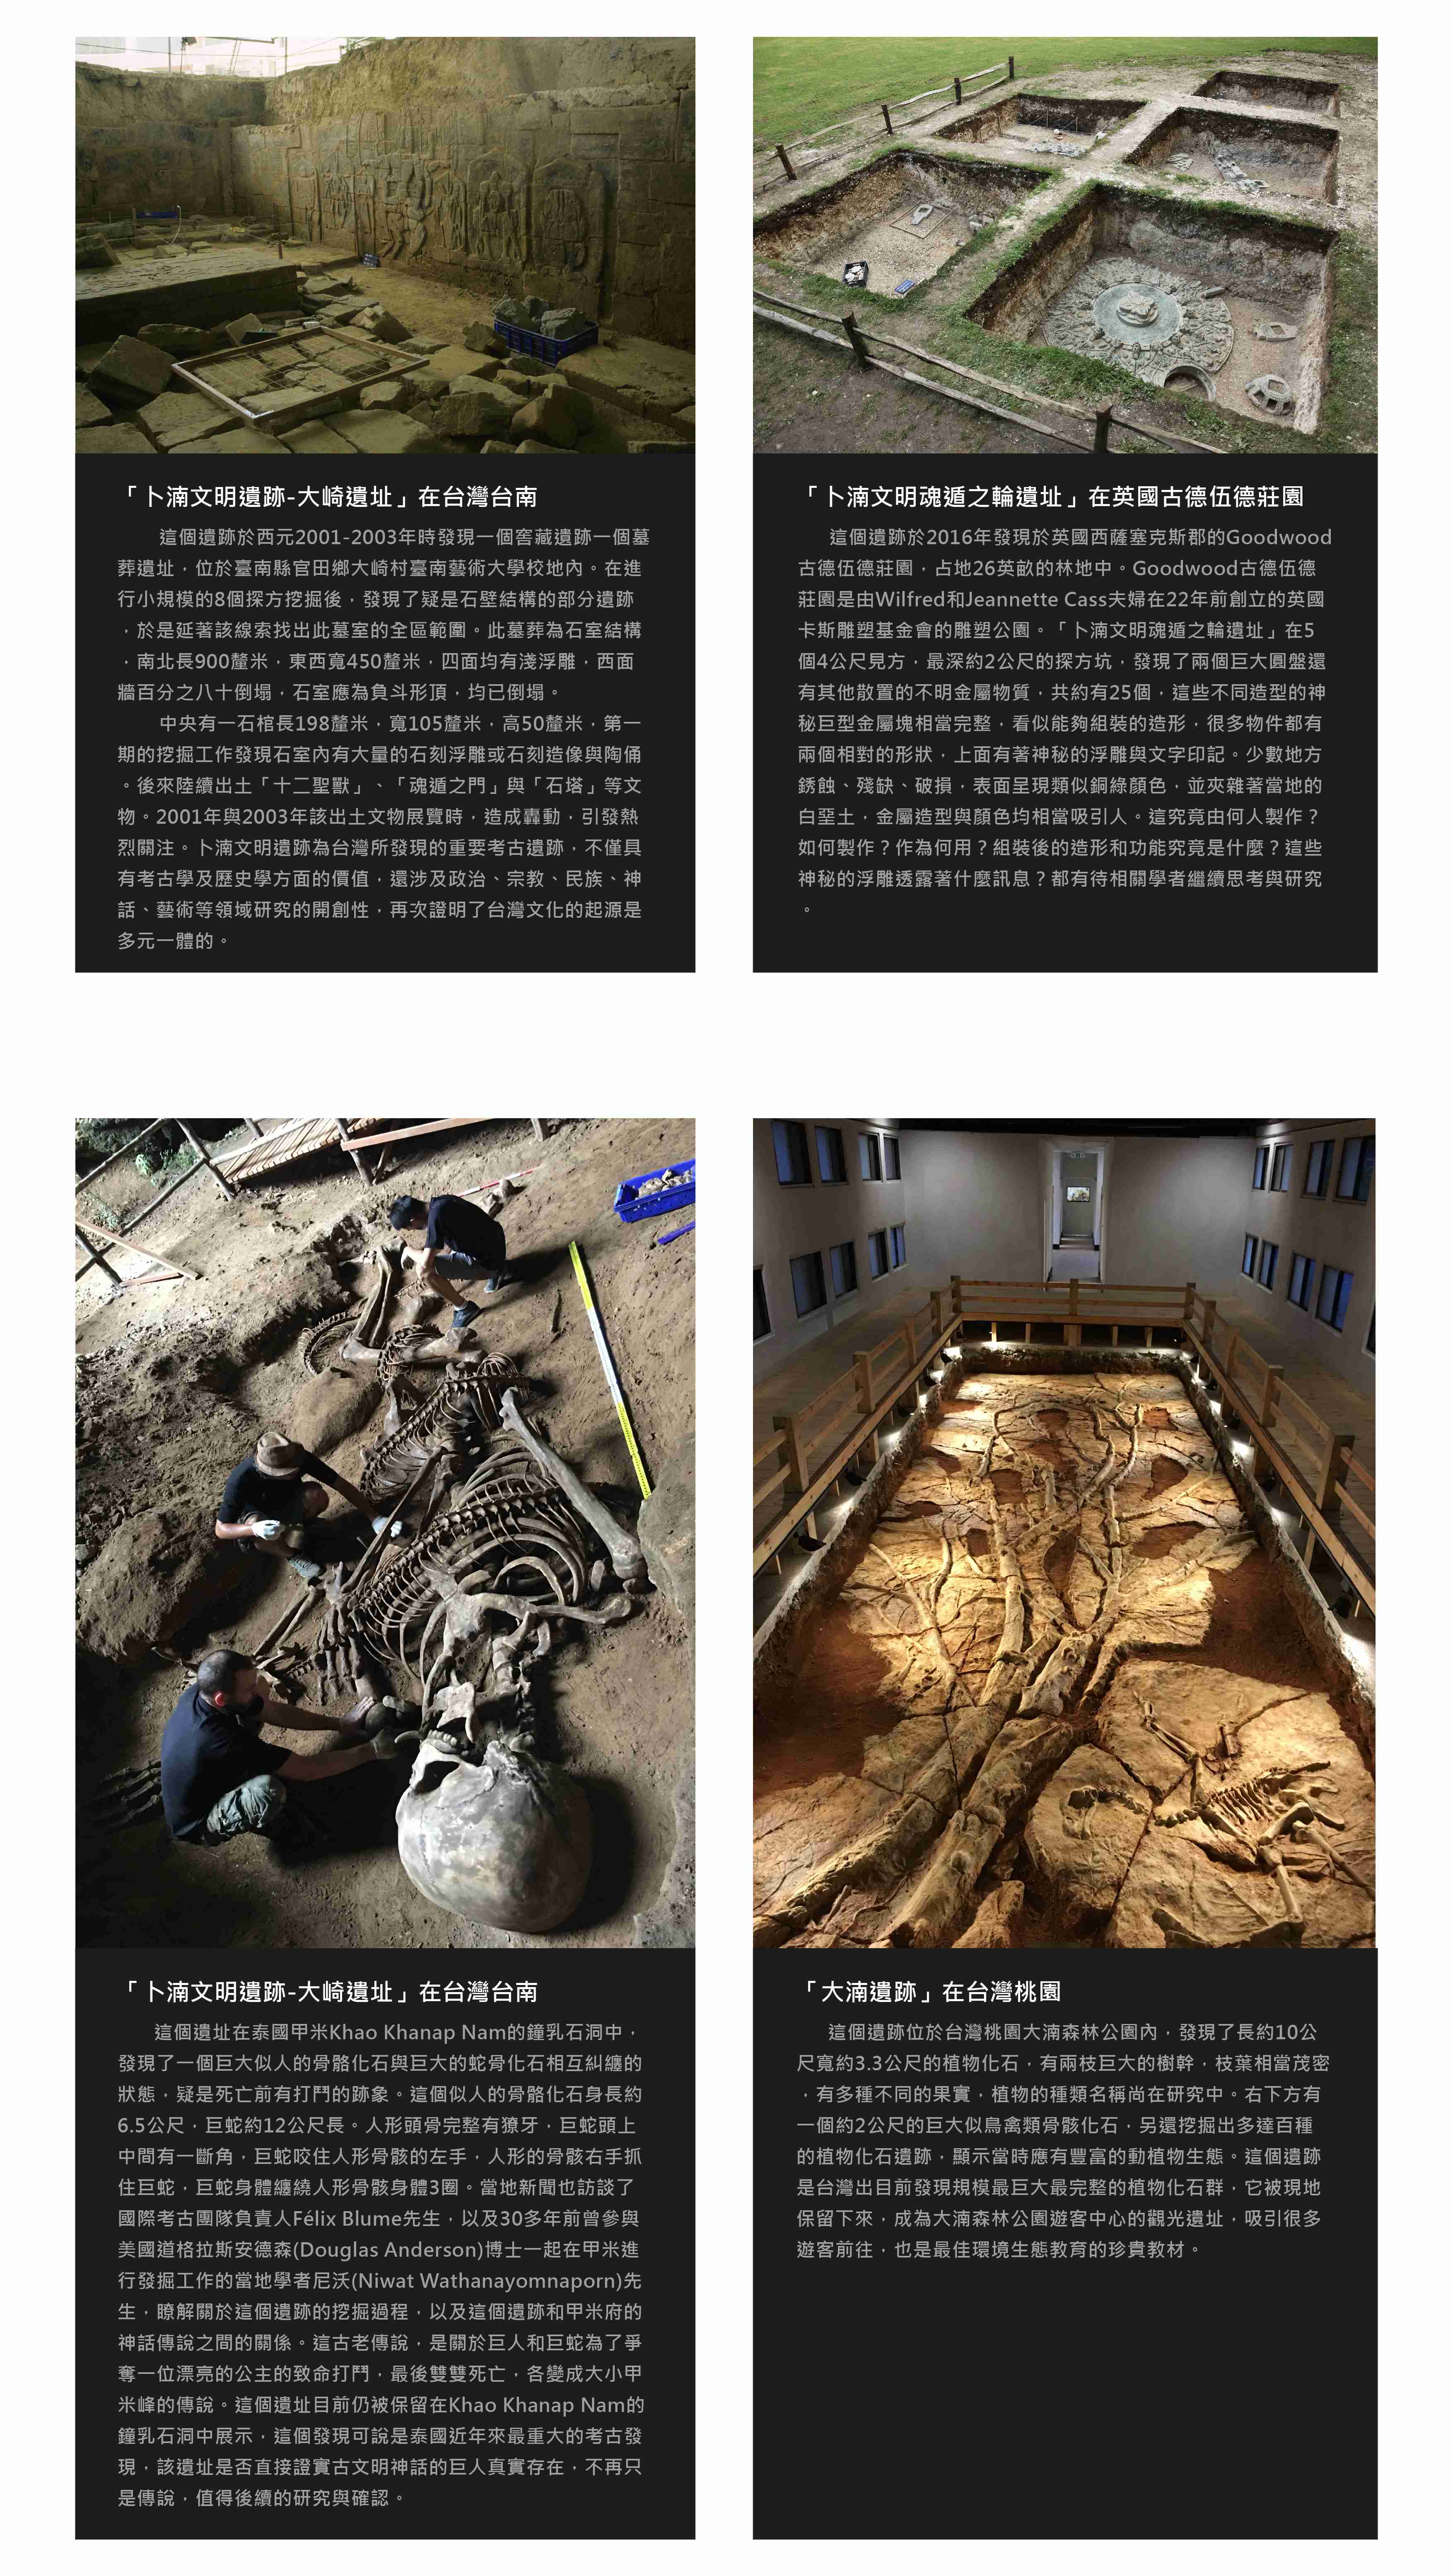 「卜湳文明遺跡-大崎遺址」在台灣台南
這個遺跡於西元2001-2003年時發現一個窖藏遺跡一個墓
葬遺址，位於臺南縣官田鄉大崎村臺南藝術大學校地內。在進
行小規模的8個探方挖掘後，發現了疑是石壁結構的部分遺跡
，於是延著該線索找出此墓室的全區範圍。此墓葬為石室結構
，南北長900釐米，東西寬450釐米，四面均有淺浮雕，西面
牆百分之八十倒塌，石室應為負斗形頂，均已倒塌。
中央有一石棺長198釐米，寬105釐米，高50釐米，第一
期的挖掘工作發現石室內有大量的石刻浮雕或石刻造像與陶俑
。後來陸續出土「十二聖獸」、「魂遁之門」與「石塔」等文
物。2001年與2003年該出土文物展覽時，造成轟動，引發熱
烈關注。卜湳文明遺跡為台灣所發現的重要考古遺跡，不僅具
有考古學及歷史學方面的價值，還涉及政治、宗教、民族、神
話、藝術等領域研究的開創性，再次證明了台灣文化的起源是
多元一體的。
「卜湳文明魂遁之輪遺址」在英國古德伍德莊園
這個遺跡於2016年發現於英國西薩塞克斯郡的Goodwood
古德伍德莊園，占地26英畝的林地中。Goodwood古德伍德
莊園是由Wilfred和Jeannette Cass夫婦在22年前創立的英國
卡斯雕塑基金會的雕塑公園。「卜湳文明魂遁之輪遺址」在5
個4公尺見方，最深約2公尺的探方坑，發現了兩個巨大圓盤還
有其他散置的不明金屬物質，共約有25個，這些不同造型的神
秘巨型金屬塊相當完整，看似能夠組裝的造形，很多物件都有
兩個相對的形狀，上面有著神秘的浮雕與文字印記。少數地方
銹蝕、殘缺、破損，表面呈現類似銅綠顏色，並夾雜著當地的
白堊土，金屬造型與顏色均相當吸引人。這究竟由何人製作？
如何製作？作為何用？組裝後的造形和功能究竟是什麼？這些
神秘的浮雕透露著什麼訊息？都有待相關學者繼續思考與研究
。
「卜湳文明遺跡-大崎遺址」在台灣台南
這個遺址在泰國甲米Khao Khanap Nam的鐘乳石洞中，
發現了一個巨大似人的骨骼化石與巨大的蛇骨化石相互糾纏的
狀態，疑是死亡前有打鬥的跡象。這個似人的骨骼化石身長約
6.5公尺，巨蛇約12公尺長。人形頭骨完整有獠牙，巨蛇頭上
中間有一斷角，巨蛇咬住人形骨骸的左手，人形的骨骸右手抓
住巨蛇，巨蛇身體纏繞人形骨骸身體3圈。當地新聞也訪談了
國際考古團隊負責人Félix Blume先生，以及30多年前曾參與
美國道格拉斯安德森(Douglas Anderson)博士一起在甲米進
行發掘工作的當地學者尼沃(Niwat Wathanayomnaporn)先
生，瞭解關於這個遺跡的挖掘過程，以及這個遺跡和甲米府的
神話傳說之間的關係。這古老傳說，是關於巨人和巨蛇為了爭
奪一位漂亮的公主的致命打鬥，最後雙雙死亡，各變成大小甲
米峰的傳說。這個遺址目前仍被保留在Khao Khanap Nam的
鐘乳石洞中展示，這個發現可說是泰國近年來最重大的考古發
現，該遺址是否直接證實古文明神話的巨人真實存在，不再只
是傳說，值得後續的研究與確認。
「大湳遺跡」在台灣桃園
這個遺跡位於台灣桃園大湳森林公園內，發現了長約10公
尺寬約3.3公尺的植物化石，有兩枝巨大的樹幹，枝葉相當茂密
，有多種不同的果實，植物的種類名稱尚在研究中。右下方有
一個約2公尺的巨大似鳥禽類骨骸化石，另還挖掘出多達百種
的植物化石遺跡，顯示當時應有豐富的動植物生態。這個遺跡
是台灣出目前發現規模最巨大最完整的植物化石群，它被現地
保留下來，成為大湳森林公園遊客中心的觀光遺址，吸引很多
遊客前往，也是最佳環境生態教育的珍貴教材。